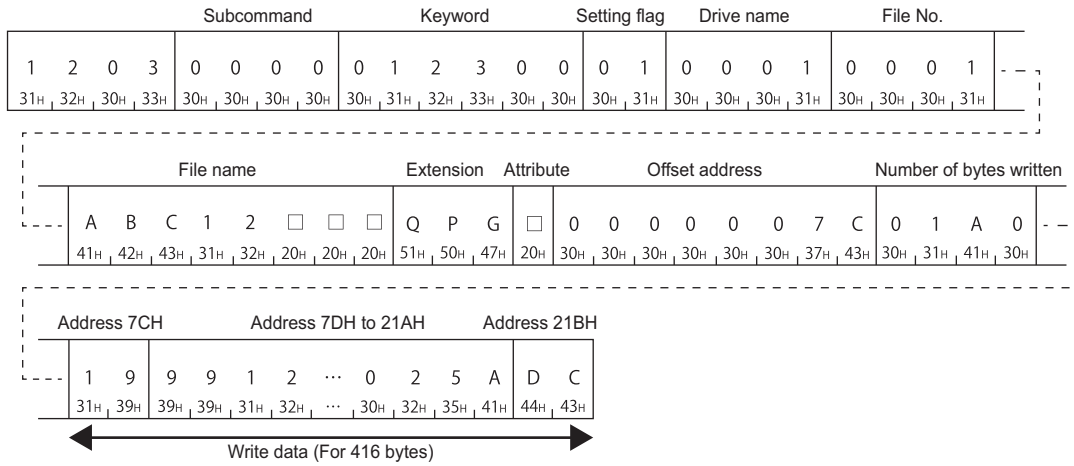 Subcommand Keyword Setting flag Drive name File No.
1 2 0 3 0 0 0 0 0 1 2 3 0 0 0 1 0 0 0 1 0 0 0 1
31H 32H 30H 33H 30H 30H 30H 30H 30H 31H 32H 33H 30H 30H 30H 31H 30H 30H 30H 31H 30H 30H 30H 31H
File name Extension Attribute Offset address Number of bytes written
A B C 1 2 □ □ □ Q P G □ 0 0 0 0 0 0 7 C 0 1 A 0
41H 42H 43H 31H 32H 20H 20H 20H 51H 50H 47H 20H 30H 30H 30H 30H 30H 30H 37H 43H 30H 31H 41H 30H
Address 7CH Address 7DH to 21AH Address 21BH
1 9 9 9 1 2 ... 0 2 5 A D C
31H 39H 39H 39H 31H 32H ... 30H 32H 35H 41H 44H 43H
Write data (For 416 bytes)